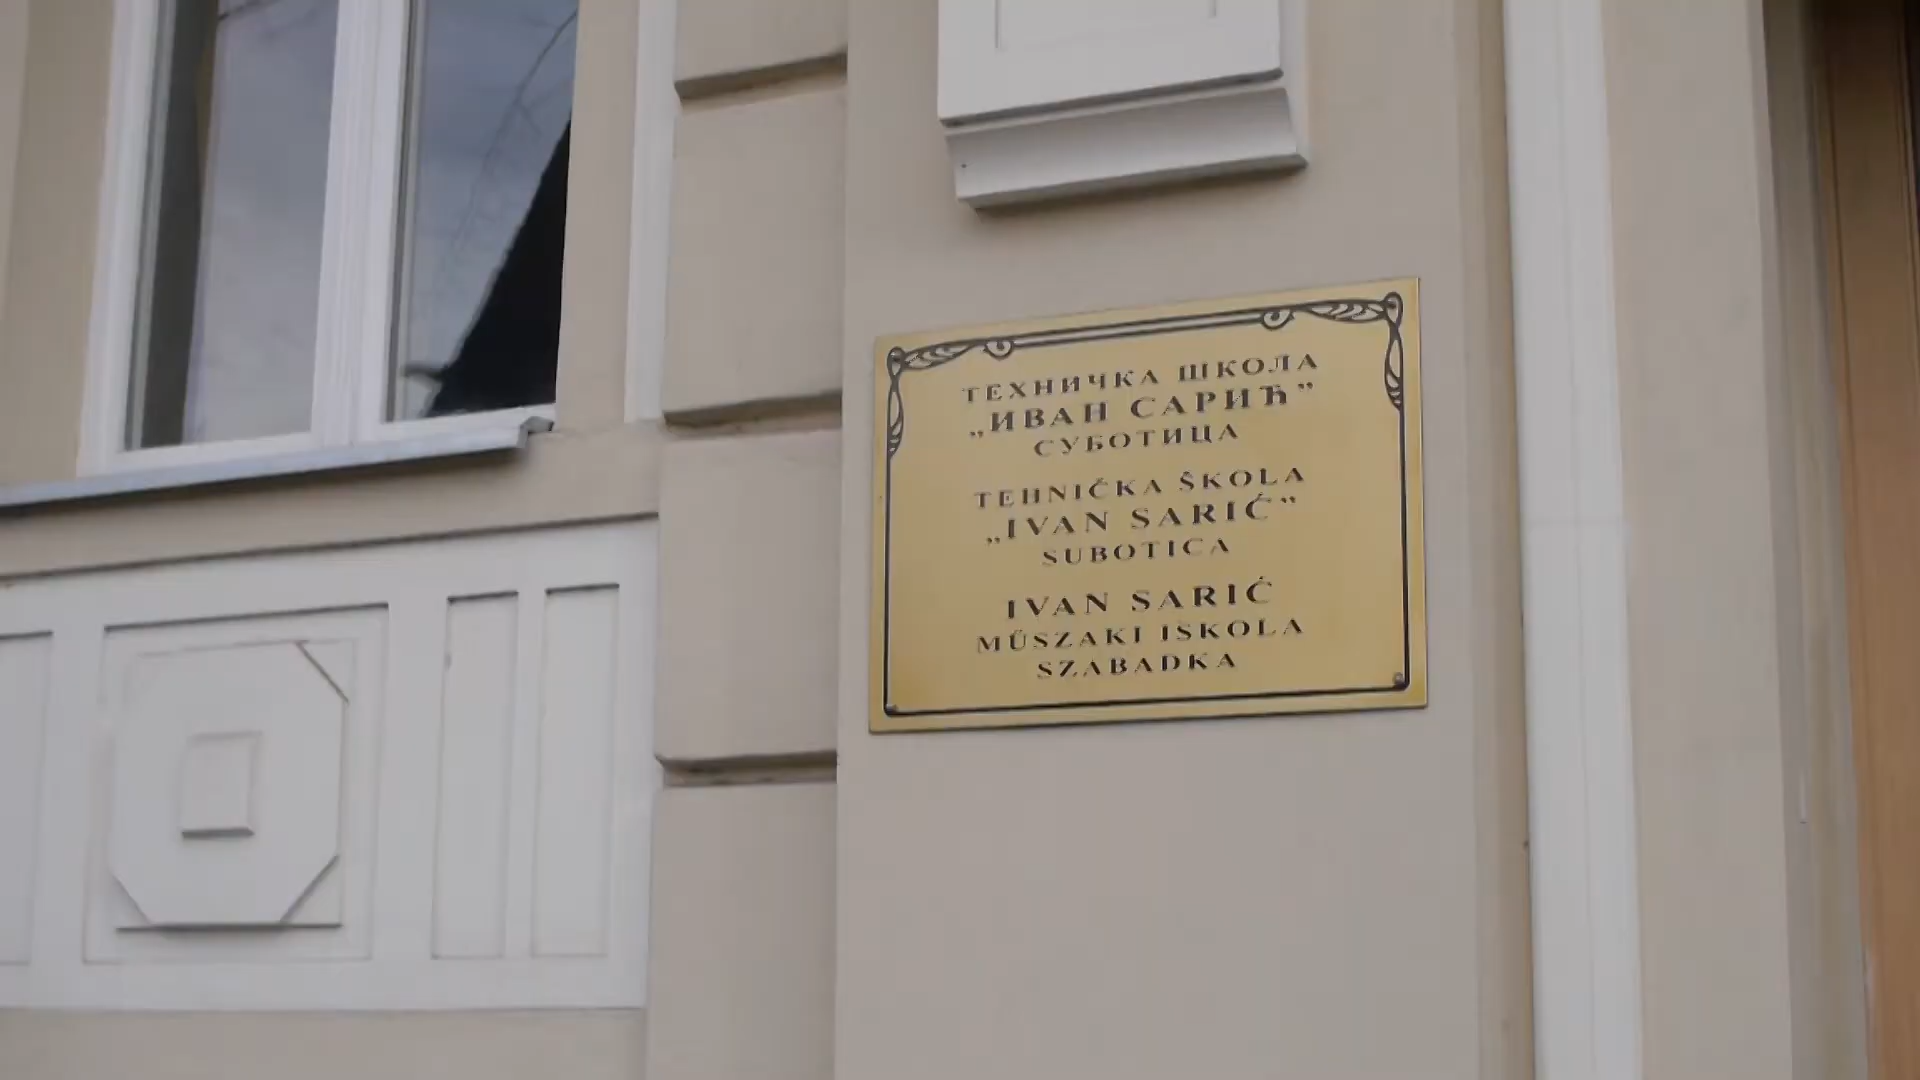 ТЕХНИЧКА ШКОЛА
„ИВАН САРИЋ”
СУБОТИЦА
TEHNIČKA ŠKOLA
„IVAN SARIĆ”
SUBOTICA
IVAN SARIĆ
MŰSZAKI ISKOLA
SZABADKA